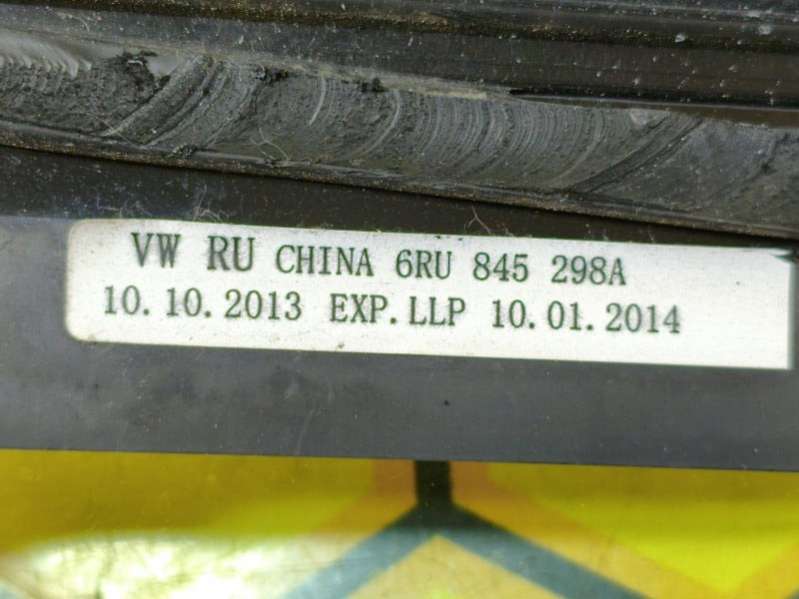 VW RU CHINA 6RU 845 298A
10.10.2013 EXP.LLP 10.01.2014